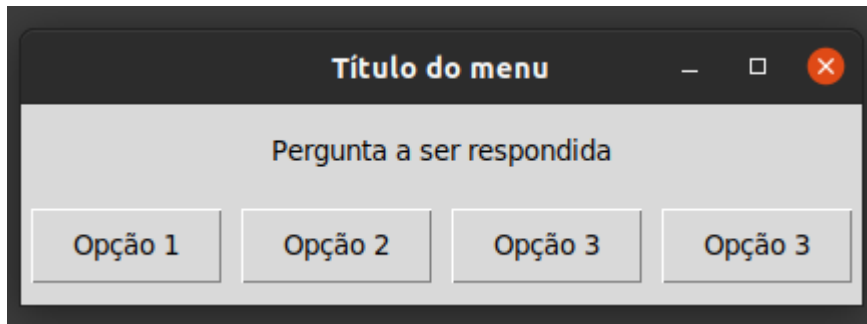 Título do menu
Pergunta a ser respondida
Opção 1 Opção 2 Opção 3 Opção 3